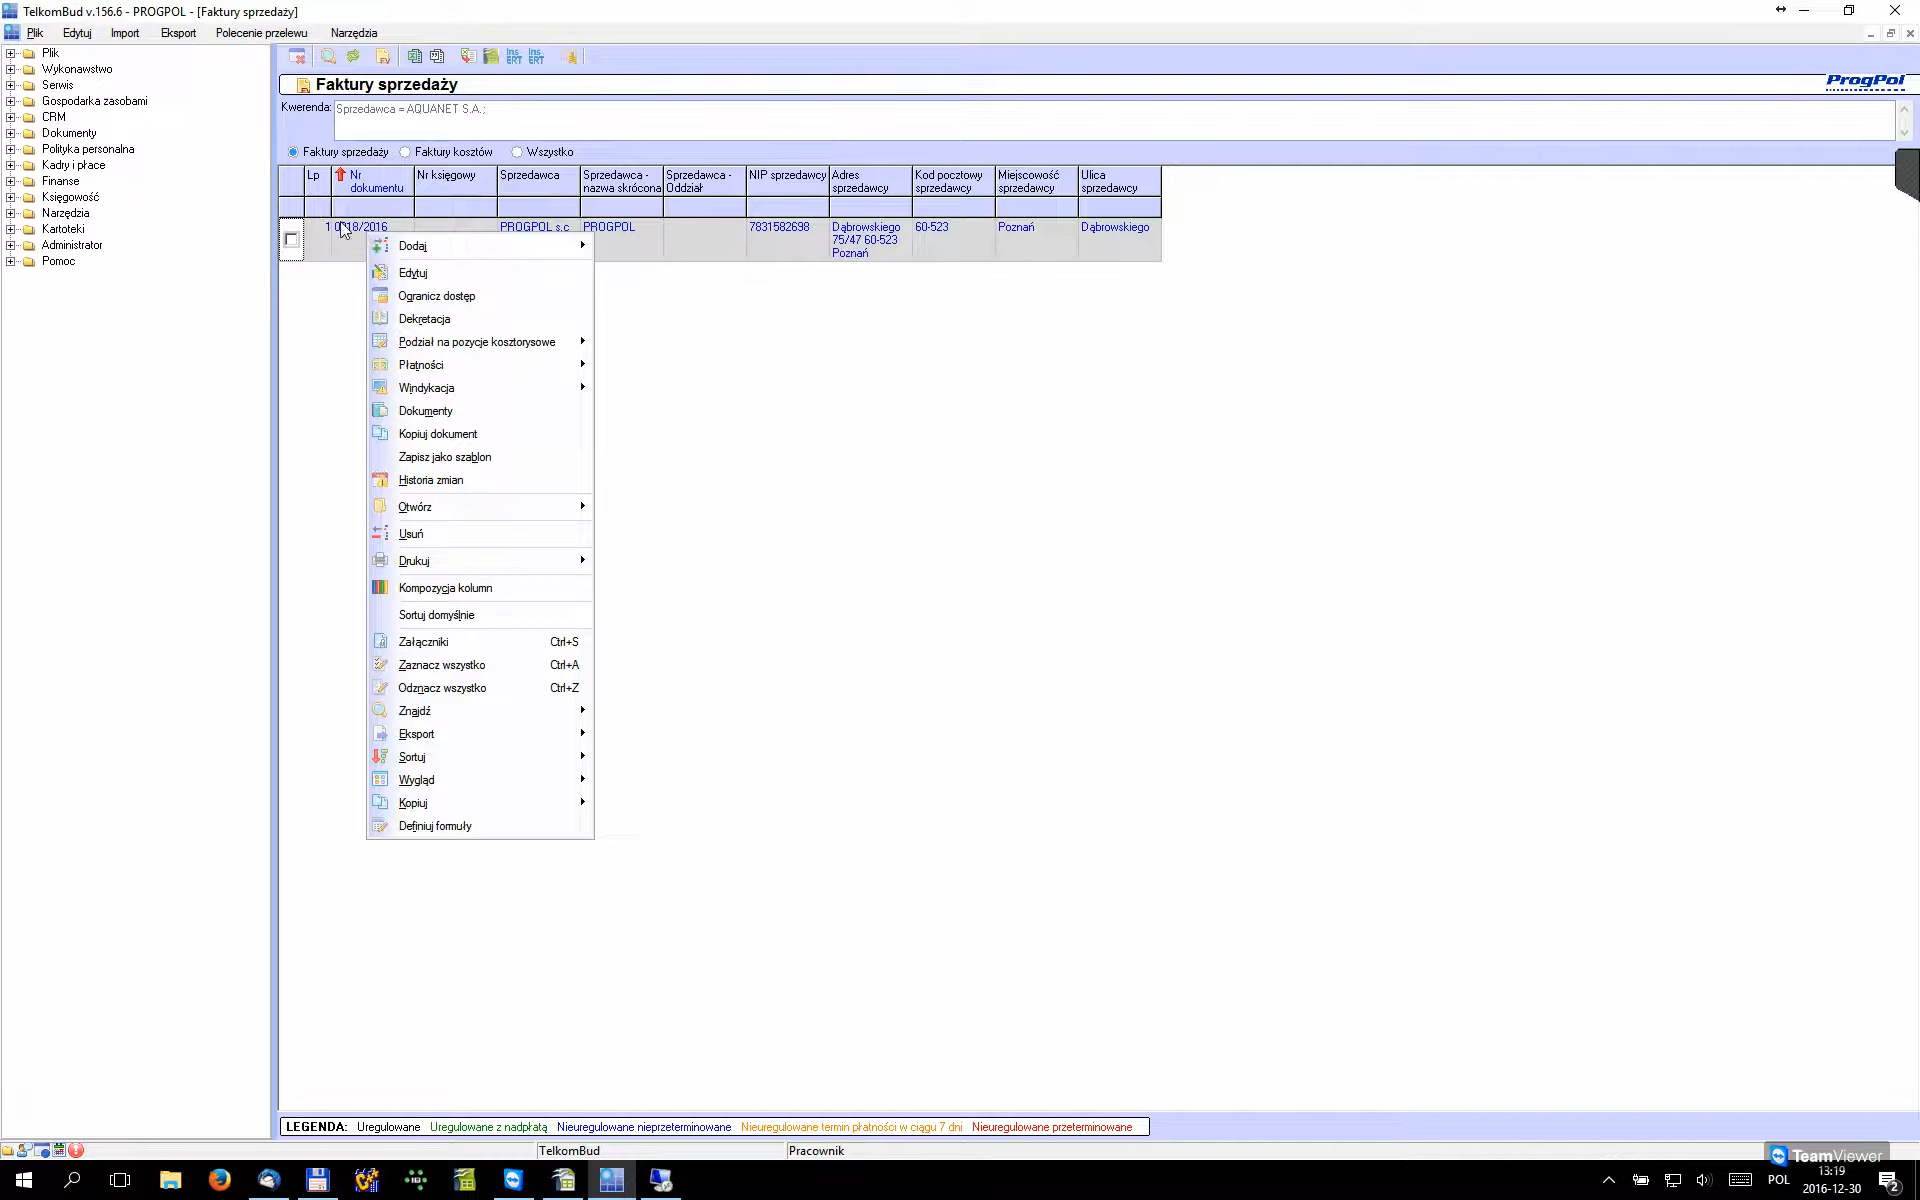 TelkomBud v.156.6 - PROGPOL - [Faktury sprzedaży]
Plik Edytuj Import Eksport Polecenie przelewu Narzędzia
Plik
Wykonawstwo
Serwis
Gospodarka zasobami
CRM
Dokumenty
Polityka personalna
Kadry i płace
Finanse
Księgowość
Narzędzia
Kartoteki
Administrator
Pomoc
Ins ERT Ins ERT
Faktury sprzedaży
ProgPol
Kwerenda: Sprzedawca = AQUANET S.A.;
Faktury sprzedaży Faktury kosztów Wszystko
Lp Nr dokumentu Nr księgowy Sprzedawca Sprzedawca - nazwa skrócona Sprzedawca - Oddział NIP sprzedawcy Adres sprzedawcy Kod pocztowy sprzedawcy Miejscowość sprzedawcy Ulica sprzedawcy
1 18/2016 PROGPOL s.c PROGPOL 7831582698 Dąbrowskiego 75/47 60-523 Poznań 60-523 Poznań Dąbrowskiego
Dodaj
Edytuj
Ogranicz dostęp
Dekretacja
Podział na pozycje kosztorysowe
Płatności
Windykacja
Dokumenty
Kopiuj dokument
Zapisz jako szablon
Historia zmian
Otwórz
Usuń
Drukuj
Kompozycja kolumn
Sortuj domyślnie
Załączniki Ctrl+S
Zaznacz wszystko Ctrl+A
Odznacz wszystko Ctrl+Z
Znajdź
Eksport
Sortuj
Wygląd
Kopiuj
Definiuj formuły
LEGENDA: Uregulowane Uregulowane z nadpłatą Nieuregulowane nieprzeterminowane Nieuregulowane termin płatności w ciągu 7 dni Nieuregulowane przeterminowane
TelkomBud Pracownik
TeamViewer
POL
13:19
2016-12-30
2